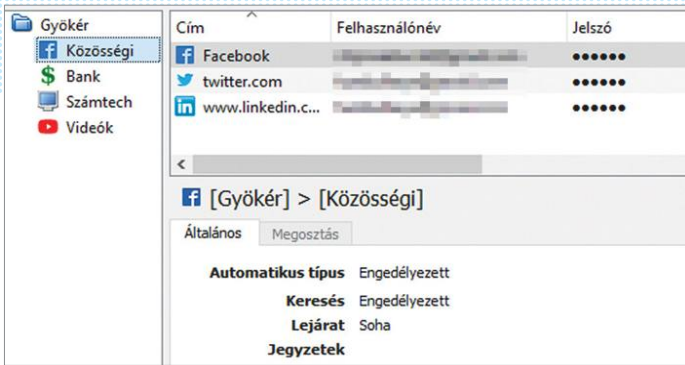 Gyökér
Közösségi
Bank
Számtech
Videók
Cím Felhasználónév Jelszó
Facebook ●●●●●●
twitter.com ●●●●●●
www.linkedin.c... ●●●●●●
[Gyökér] > [Közösségi]
Általános Megosztás
Automatikus típus Engedélyezett
Keresés Engedélyezett
Lejárat Soha
Jegyzetek